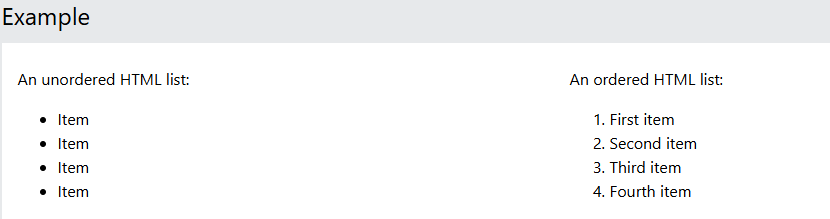 Example
An unordered HTML list:
• Item
• Item
• Item
• Item
An ordered HTML list:
1. First item
2. Second item
3. Third item
4. Fourth item